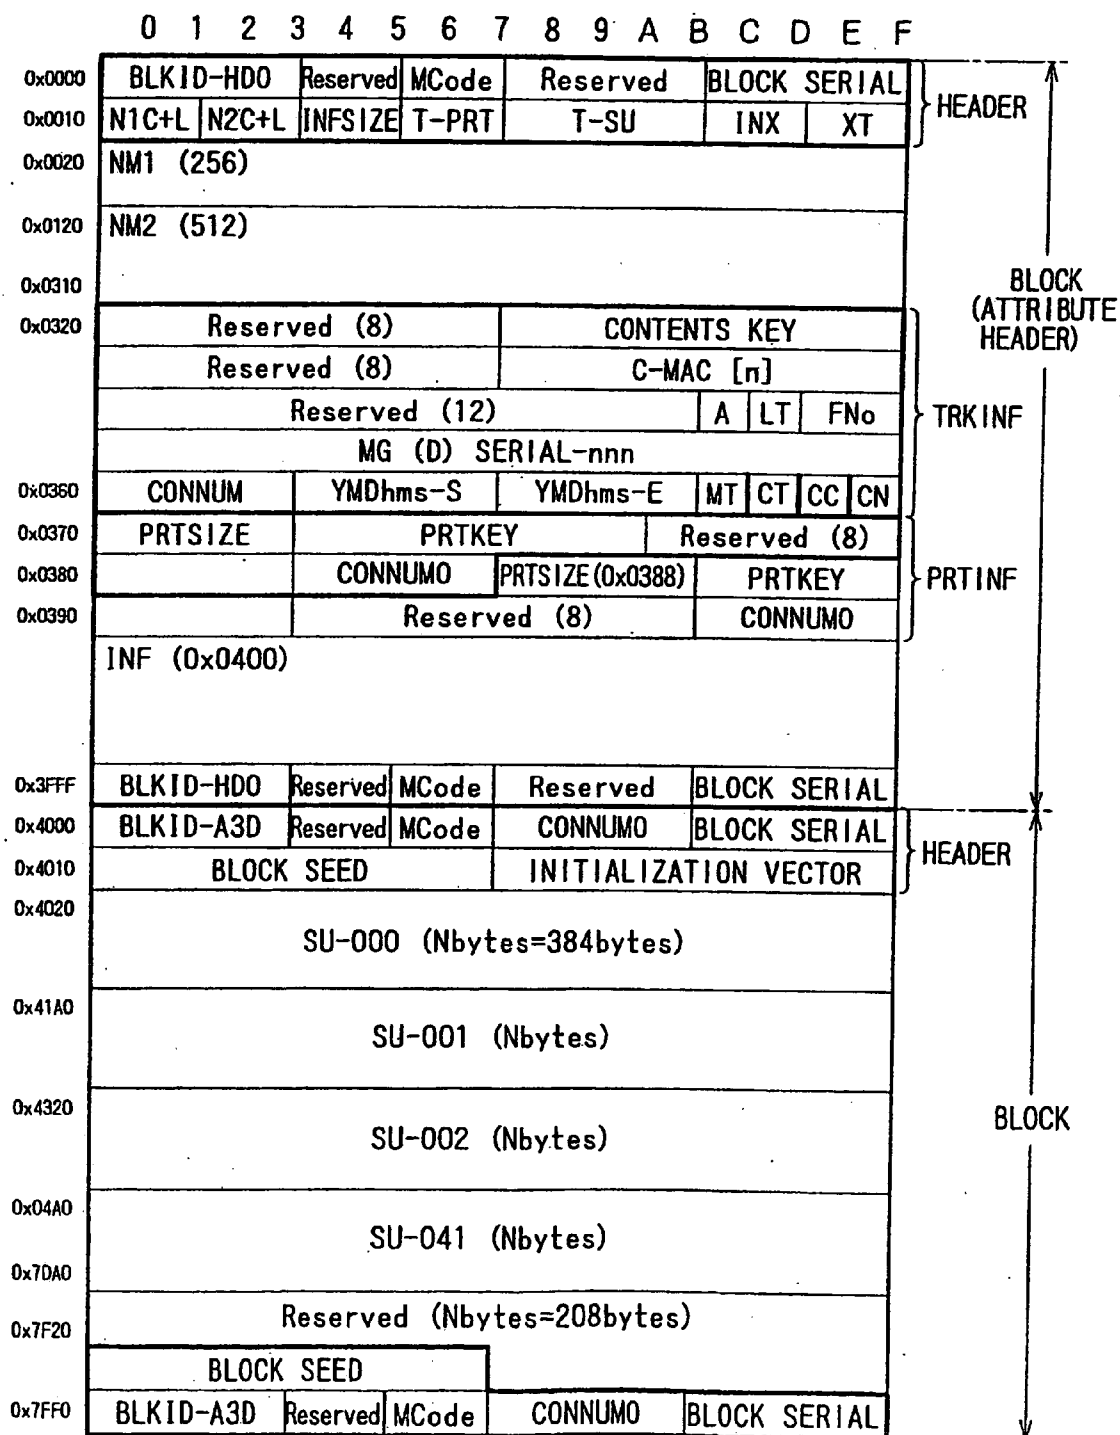 0 1 2 3 4 5 6 7 8 9 A B C D E F
0x0000 BLKID-HD0 Reserved MCode Reserved BLOCK SERIAL
HEADER
0x0010 N1C+L N2C+L INFSIZE T-PRT T-SU INX XT
0x0020 NM1 (256)
0x0120 NM2 (512)
0x0310
BLOCK
(ATTRIBUTE
HEADER)
0x0320 Reserved (8) CONTENTS KEY
Reserved (8) C-MAC [n]
Reserved (12) A LT FNo
TRKINF
MG (D) SERIAL-nnn
0x0360 CONNUM YMDhms-S YMDhms-E MT CT CC CN
0x0370 PRTSIZE PRTKEY Reserved (8)
0x0380 CONNUM0 PRTSIZE(0x0388) PRTKEY
PRTINF
0x0390 Reserved (8) CONNUM0
INF (0x0400)
0x3FFF BLKID-HD0 Reserved MCode Reserved BLOCK SERIAL
0x4000 BLKID-A3D Reserved MCode CONNUM0 BLOCK SERIAL
HEADER
0x4010 BLOCK SEED INITIALIZATION VECTOR
0x4020
SU-000 (Nbytes=384bytes)
0x41A0
SU-001 (Nbytes)
0x4320
SU-002 (Nbytes)
BLOCK
0x04A0
SU-041 (Nbytes)
0x7DA0
Reserved (Nbytes=208bytes)
0x7F20
BLOCK SEED
0x7FF0 BLKID-A3D Reserved MCode CONNUM0 BLOCK SERIAL